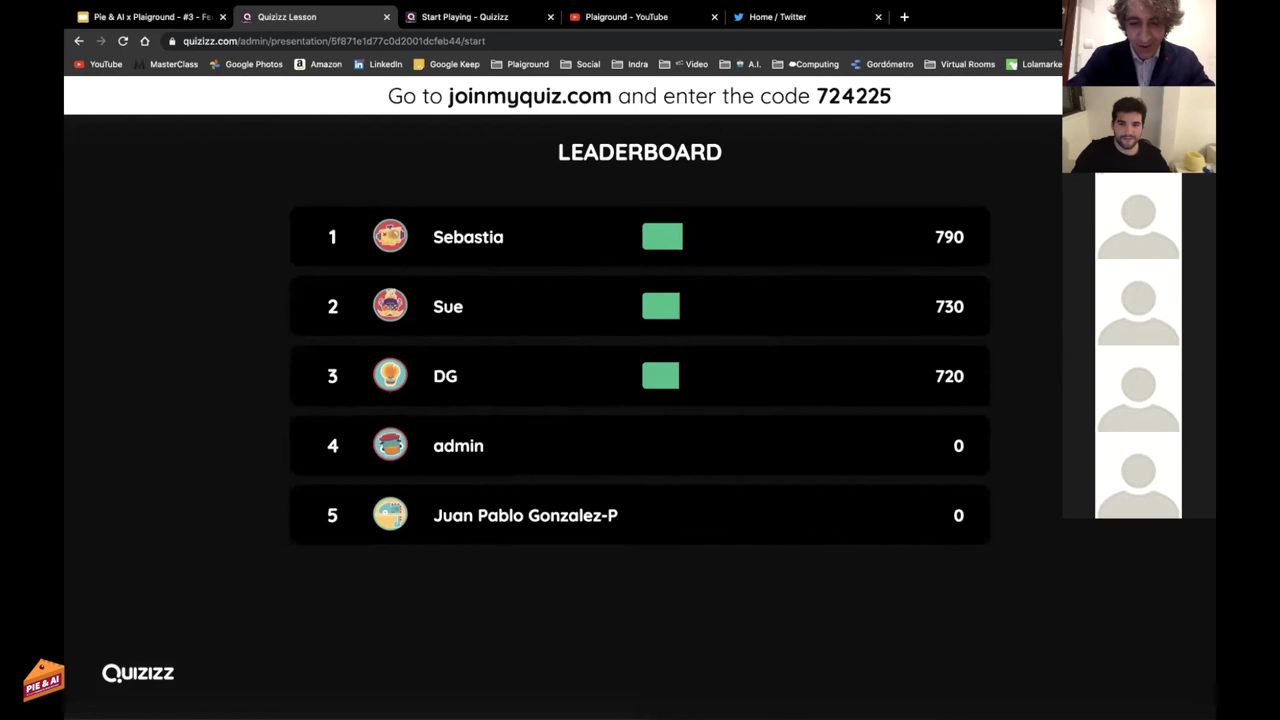 Pie & AI x Plaiground - #3 - Fe
Quizizz Lesson
Start Playing - Quizizz
Plaiground - YouTube
Home / Twitter
quizizz.com/admin/presentation/5f871e1d77c0d2001dcfeb44/start
YouTube
MasterClass
Google Photos
Amazon
LinkedIn
Google Keep
Plaiground
Social
Indra
Video
A.I.
Computing
Gordómetro
Virtual Rooms
Lolamarke
Go to joinmyquiz.com and enter the code 724225
LEADERBOARD
1 Sebastia 790
2 Sue 730
3 DG 720
4 admin 0
5 Juan Pablo Gonzalez-P 0
Quizizz
PIE & AI